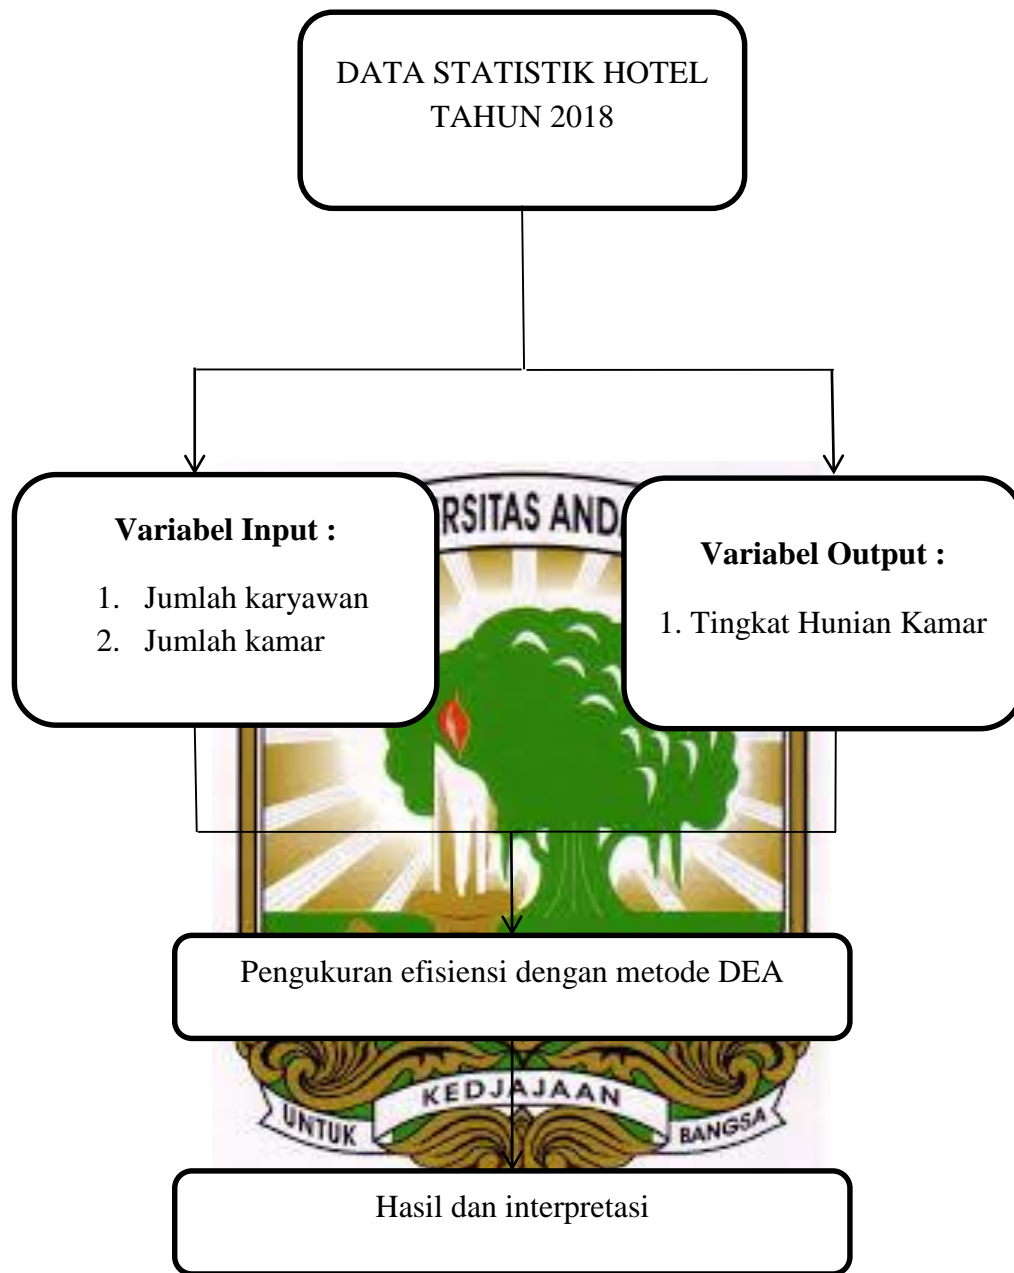 DATA STATISTIK HOTEL
TAHUN 2018
Variabel Input :
1. Jumlah karyawan
2. Jumlah kamar
RSITAS AND
Variabel Output :
1. Tingkat Hunian Kamar
Pengukuran efisiensi dengan metode DEA
UNTUK KEDJAJAAN BANGSA
Hasil dan interpretasi